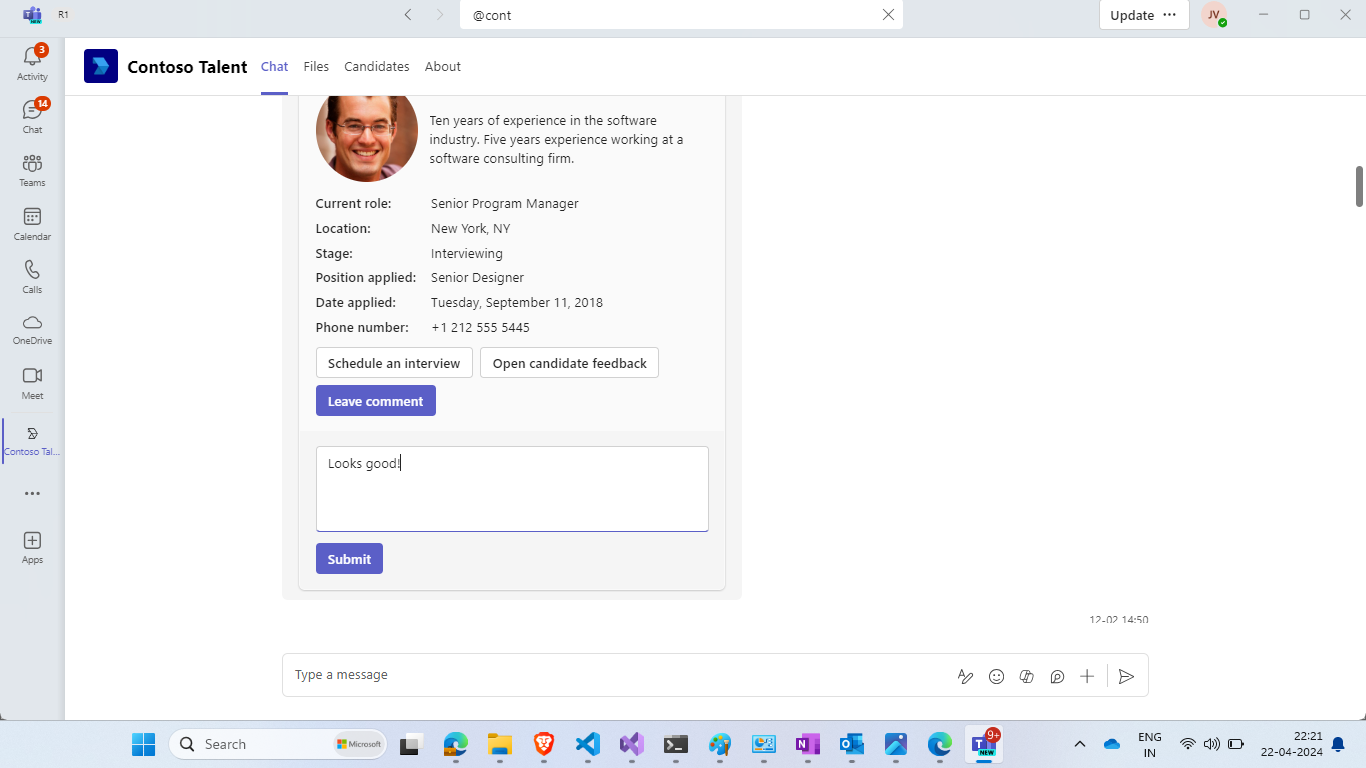 R1
@cont
Update
JV
3
Activity
14
Chat
Teams
Calendar
Calls
OneDrive
Meet
Contoso Tal...
Apps
Contoso Talent
Chat Files Candidates About
Ten years of experience in the software
industry. Five years experience working at a
software consulting firm.
Current role: Senior Program Manager
Location: New York, NY
Stage: Interviewing
Position applied: Senior Designer
Date applied: Tuesday, September 11, 2018
Phone number: +1 212 555 5445
Schedule an interview Open candidate feedback
Leave comment
Looks good!
Submit
12-02 14:50
Type a message
Search Microsoft
9+
NEW
ENG
IN
22:21
22-04-2024